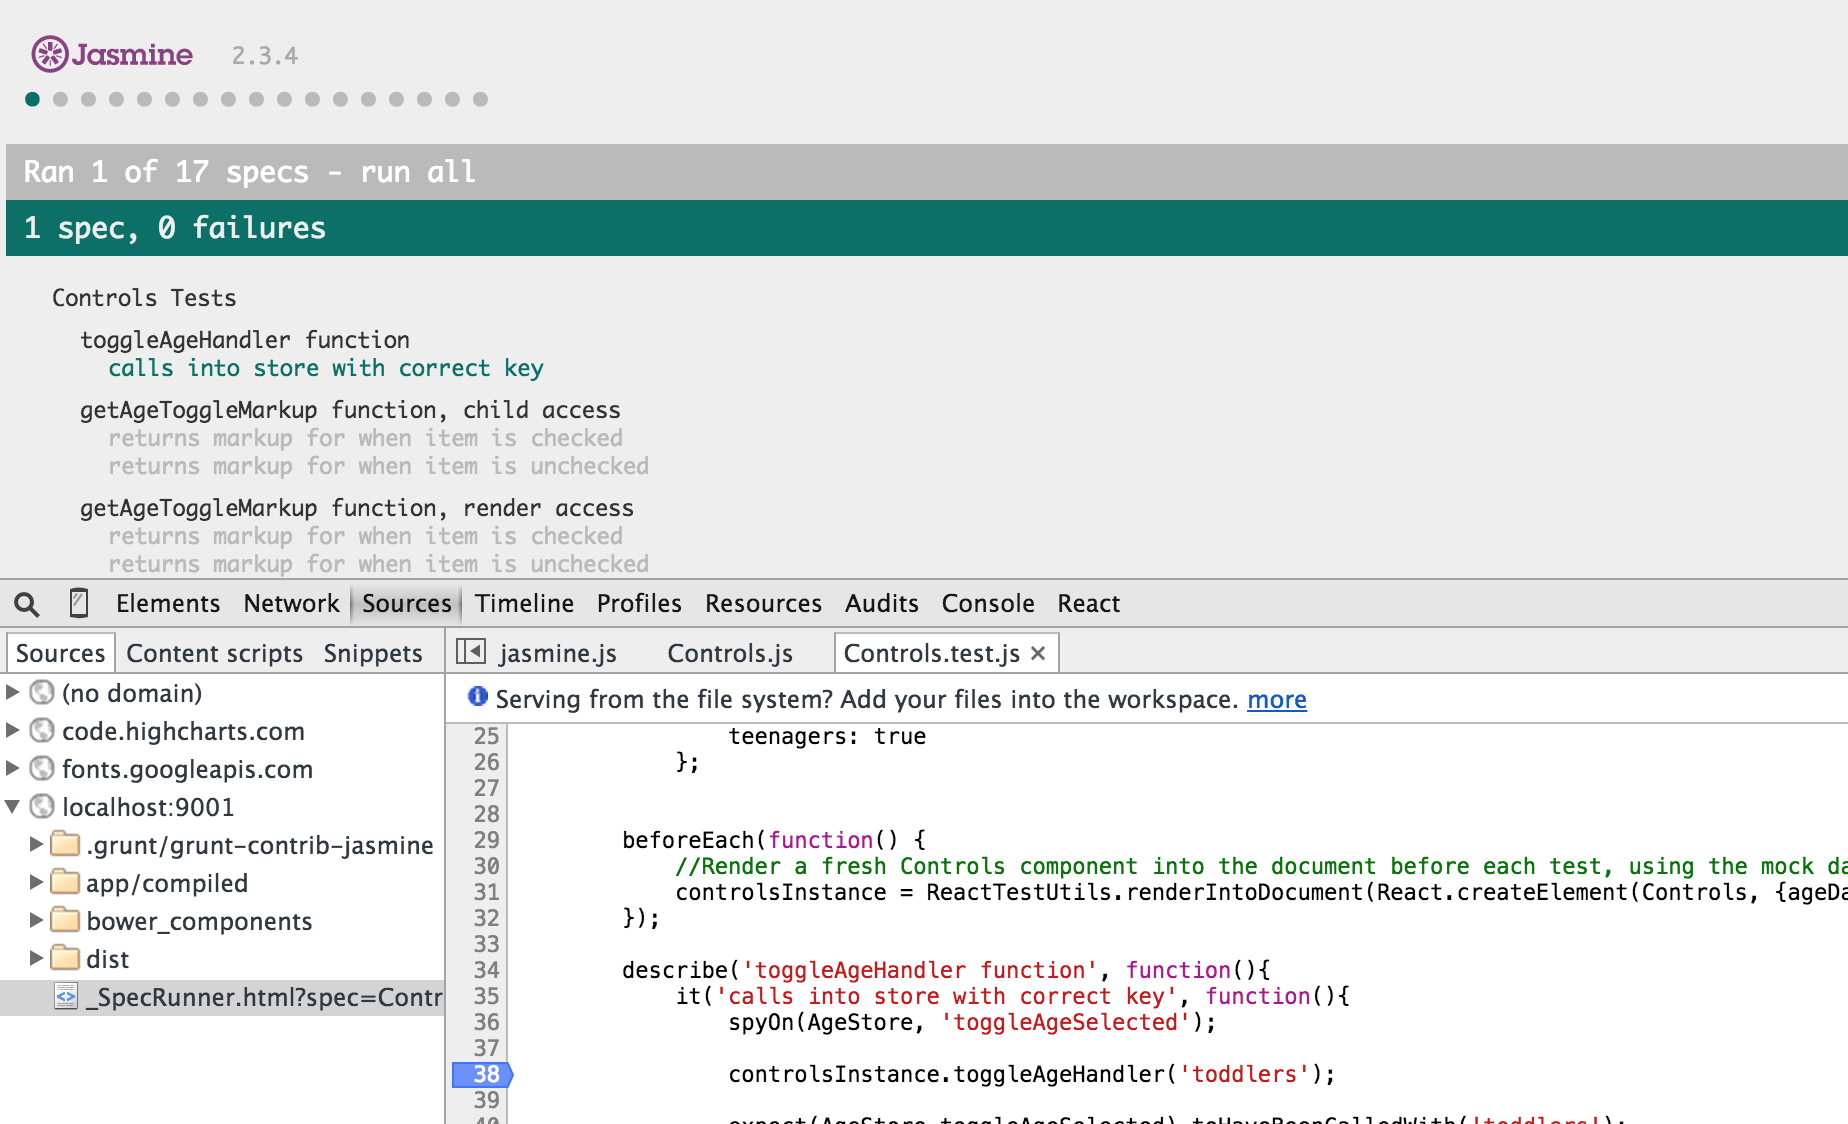 Jasmine 2.3.4
Ran 1 of 17 specs - run all
1 spec, 0 failures
Controls Tests
toggleAgeHandler function
calls into store with correct key
getAgeToggleMarkup function, child access
returns markup for when item is checked
returns markup for when item is unchecked
getAgeToggleMarkup function, render access
returns markup for when item is checked
returns markup for when item is unchecked
Elements Network Sources Timeline Profiles Resources Audits Console React
Sources Content scripts Snippets
(no domain)
code.highcharts.com
fonts.googleapis.com
localhost:9001
.grunt/grunt-contrib-jasmine
app/compiled
bower_components
dist
_SpecRunner.html?spec=Contr
jasmine.js Controls.js Controls.test.js ×
Serving from the file system? Add your files into the workspace. more
25 teenagers: true
26 };
27
28
29 beforeEach(function() {
30 //Render a fresh Controls component into the document before each test, using the mock da
31 controlsInstance = ReactTestUtils.renderIntoDocument(React.createElement(Controls, {ageDa
32 });
33
34 describe('toggleAgeHandler function', function(){
35 it('calls into store with correct key', function(){
36 spyOn(AgeStore, 'toggleAgeSelected');
37
38 controlsInstance.toggleAgeHandler('toddlers');
39
40 expect(AgeStore.toggleAgeSelected).toHaveBeenCalledWith('toddlers');